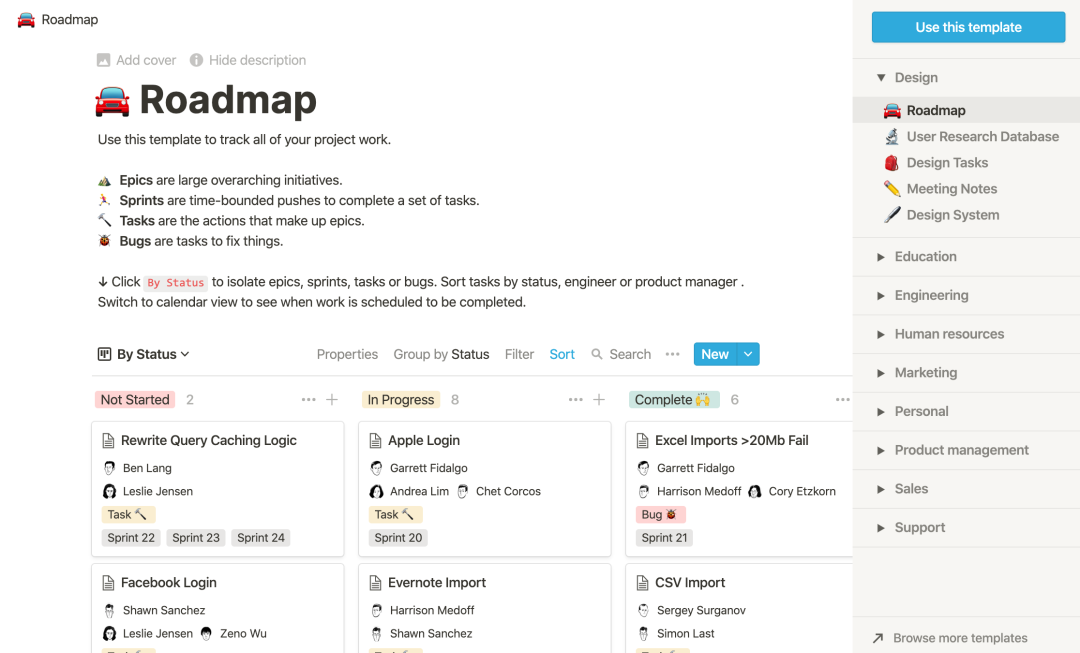 Roadmap
Add cover Hide description
Roadmap
Use this template to track all of your project work.
Epics are large overarching initiatives.
Sprints are time-bounded pushes to complete a set of tasks.
Tasks are the actions that make up epics.
Bugs are tasks to fix things.
↓ Click By Status to isolate epics, sprints, tasks or bugs. Sort tasks by status, engineer or product manager .
Switch to calendar view to see when work is scheduled to be completed.
By Status Properties Group by Status Filter Sort Search ••• New
Not Started 2 ••• + In Progress 8 ••• + Complete 🙌 6 •••
Rewrite Query Caching Logic
Ben Lang
Leslie Jensen
Task 🔨
Sprint 22 Sprint 23 Sprint 24
Facebook Login
Shawn Sanchez
Leslie Jensen Zeno Wu
Task 🔨
Apple Login
Garrett Fidalgo
Andrea Lim Chet Corcos
Task 🔨
Sprint 20
Evernote Import
Harrison Medoff
Shawn Sanchez
Task 🔨
Excel Imports >20Mb Fail
Garrett Fidalgo
Harrison Medoff Cory Etzkorn
Bug 🐞
Sprint 21
CSV Import
Sergey Surganov
Simon Last
Task 🔨
Use this template
Design
Roadmap
User Research Database
Design Tasks
Meeting Notes
Design System
Education
Engineering
Human resources
Marketing
Personal
Product management
Sales
Support
Browse more templates